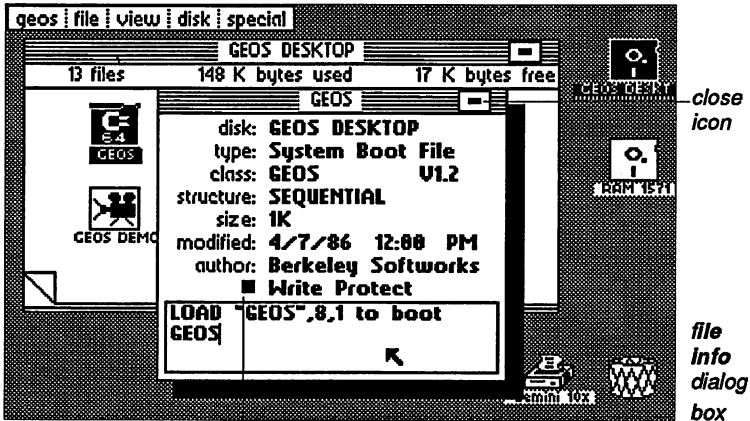 geos file view disk special
GEOS DESKTOP
13 files 148 K bytes used 17 K bytes free
GEOS DESKT
close
icon
64
GEOS
GEOS DEMO
RAM 1571
GEOS
disk: GEOS DESKTOP
type: System Boot File
class: GEOS V1.2
structure: SEQUENTIAL
size: 1K
modified: 4/7/86 12:00 PM
author: Berkeley Softworks
Write Protect
LOAD "GEOS",8,1 to boot
GEOS
emini 10x
file
info
dialog
box